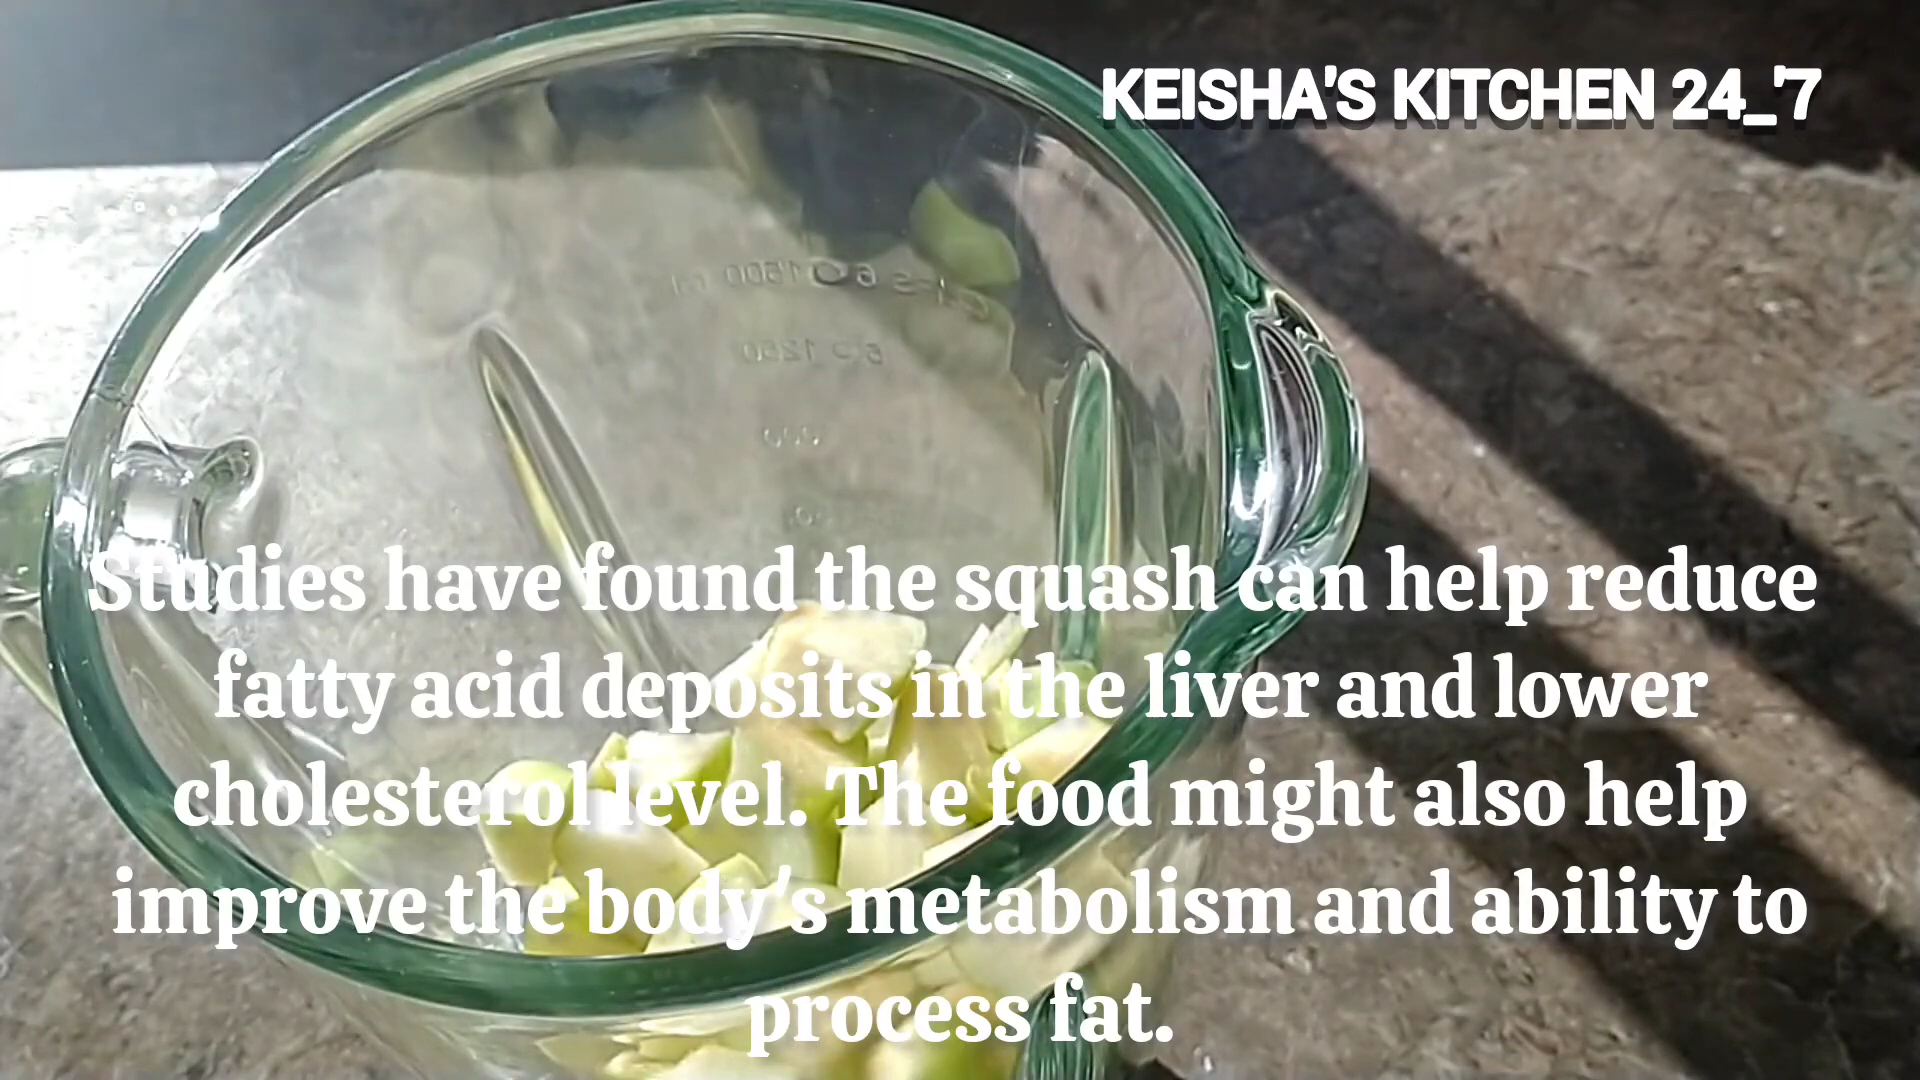 KEISHA'S KITCHEN 24_'7
Studies have found the squash can help reduce
fatty acid deposits in the liver and lower
cholesterol level. The food might also help
improve the body's metabolism and ability to
process fat.